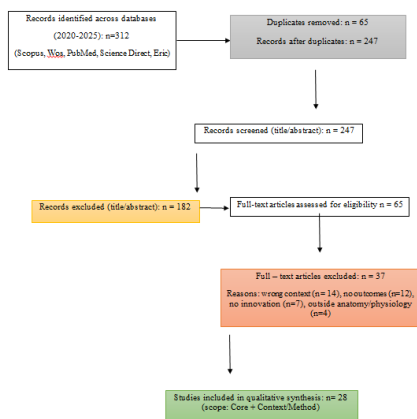 Records identified across databases
(2020-2025): n=312
(Scopus, Wos, PubMed, Science Direct, Eric)
Duplicates removed: n = 65
Records after duplicates: n = 247
Records screened (title/abstract): n = 247
Records excluded (title/abstract): n = 182
Full-text articles assessed for eligibility n = 65
Full – text articles excluded: n = 37
Reasons: wrong context (n= 14), no outcomes (n=12),
no innovation (n=7), outside anatomy/physiology
(n=4)
Studies included in qualitative synthesis: n= 28
(scope: Core + Context/Method)